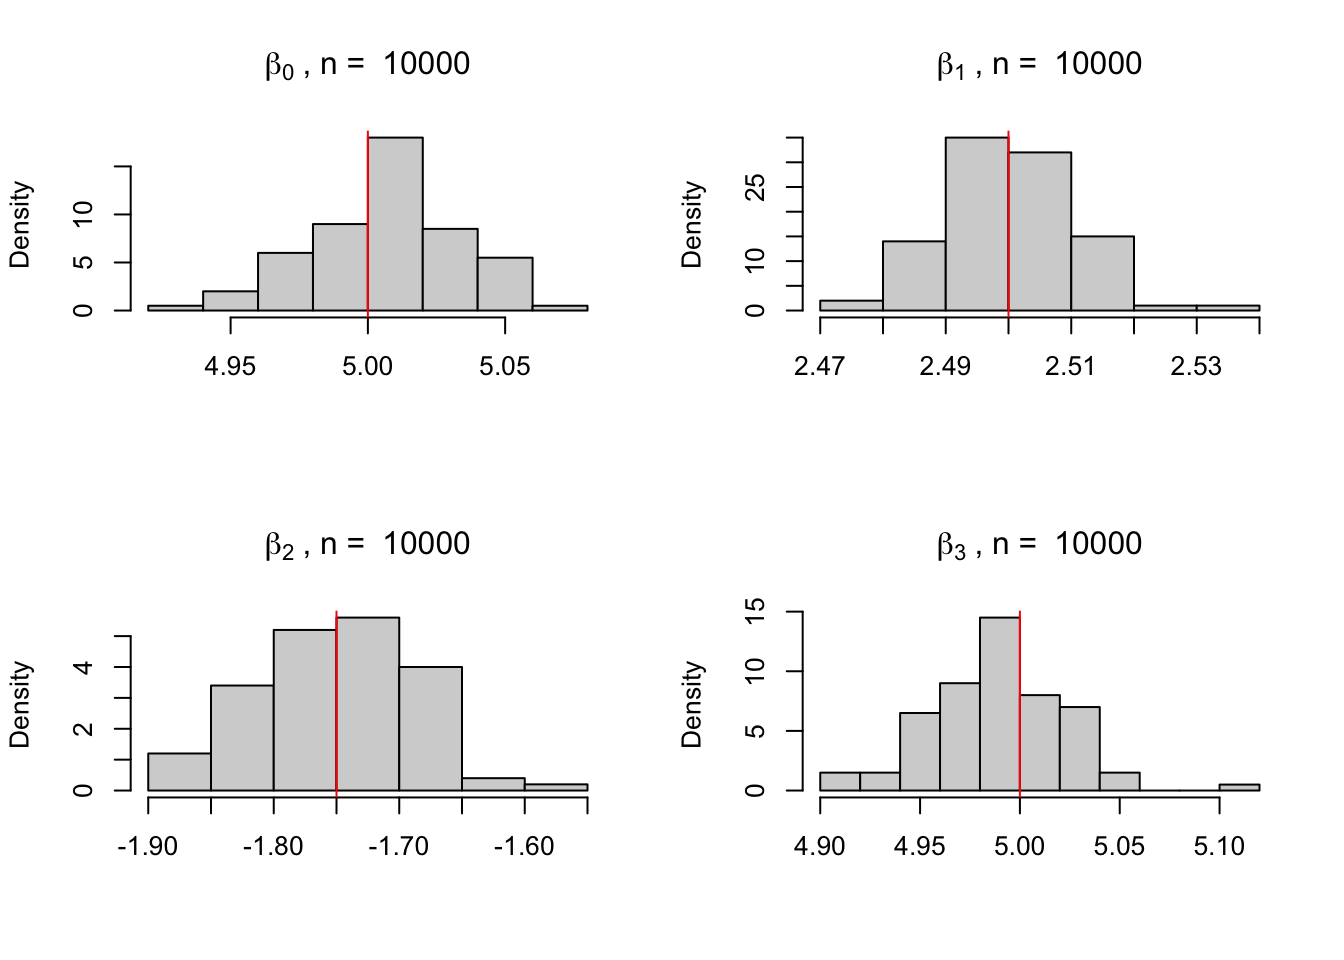 β0 , n = 10000
Density
0 5 10
4.95 5.00 5.05
β1 , n = 10000
Density
0 10 25
2.47 2.49 2.51 2.53
β2 , n = 10000
Density
0 2 4
-1.90 -1.80 -1.70 -1.60
β3 , n = 10000
Density
0 5 10 15
4.90 4.95 5.00 5.05 5.10